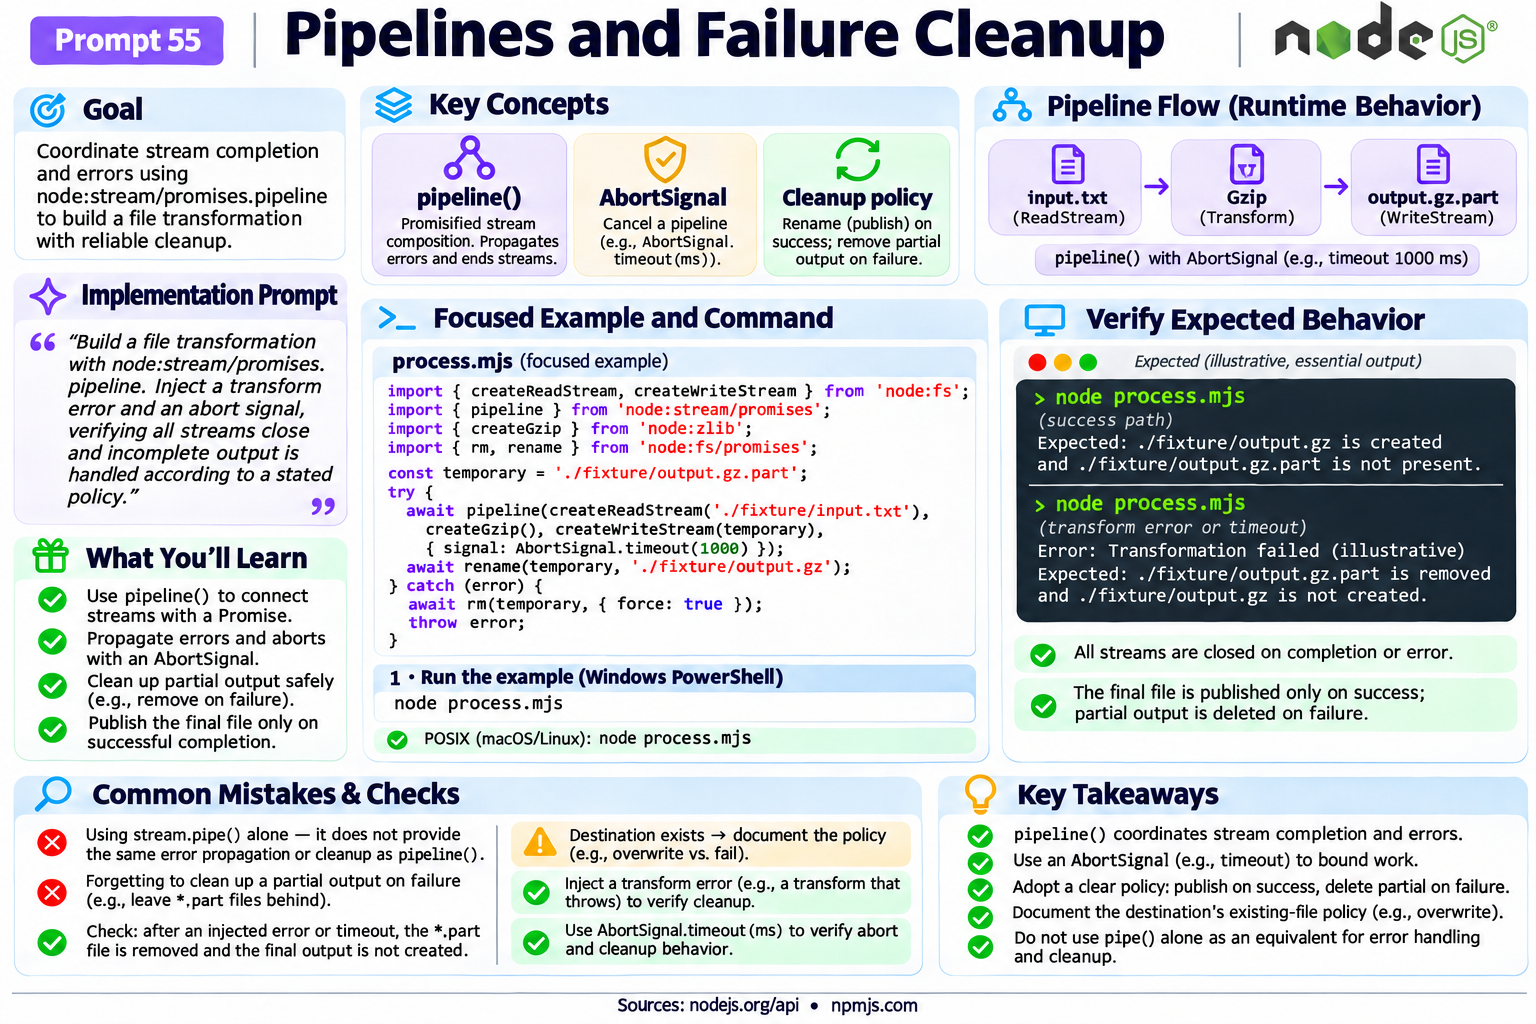 Prompt 55
Pipelines and Failure Cleanup
node JS ®
Goal
Coordinate stream completion
and errors using
node:stream/promises.pipeline
to build a file transformation
with reliable cleanup.
Implementation Prompt
“Build a file transformation
with node:stream/promises.
pipeline. Inject a transform
error and an abort signal,
verifying all streams close
and incomplete output is
handled according to a stated
policy.”
What You’ll Learn
Use pipeline() to connect
streams with a Promise.
Propagate errors and aborts
with an AbortSignal.
Clean up partial output safely
(e.g., remove on failure).
Publish the final file only on
successful completion.
Key Concepts
pipeline()
Promisified stream
composition. Propagates
errors and ends streams.
AbortSignal
Cancel a pipeline
(e.g., AbortSignal.
timeout(ms)).
Cleanup policy
Rename (publish) on
success; remove partial
output on failure.
Pipeline Flow (Runtime Behavior)
input.txt
(ReadStream)
Gzip
(Transform)
output.gz.part
(WriteStream)
pipeline() with AbortSignal (e.g., timeout 1000 ms)
Focused Example and Command
process.mjs (focused example)
import { createReadStream, createWriteStream } from 'node:fs';
import { pipeline } from 'node:stream/promises';
import { createGzip } from 'node:zlib';
import { rm, rename } from 'node:fs/promises';
const temporary = './fixture/output.gz.part';
try {
await pipeline(createReadStream('./fixture/input.txt'),
createGzip(), createWriteStream(temporary),
{ signal: AbortSignal.timeout(1000) });
await rename(temporary, './fixture/output.gz');
} catch (error) {
await rm(temporary, { force: true });
throw error;
}
1 • Run the example (Windows PowerShell)
node process.mjs
POSIX (macOS/Linux): node process.mjs
Verify Expected Behavior
Expected (illustrative, essential output)
> node process.mjs
(success path)
Expected: ./fixture/output.gz is created
and ./fixture/output.gz.part is not present.
> node process.mjs
(transform error or timeout)
Error: Transformation failed (illustrative)
Expected: ./fixture/output.gz.part is removed
and ./fixture/output.gz is not created.
All streams are closed on completion or error.
The final file is published only on success;
partial output is deleted on failure.
Common Mistakes & Checks
Using stream.pipe() alone — it does not provide
the same error propagation or cleanup as pipeline().
Forgetting to clean up a partial output on failure
(e.g., leave *.part files behind).
Check: after an injected error or timeout, the *.part
file is removed and the final output is not created.
Destination exists → document the policy
(e.g., overwrite vs. fail).
Inject a transform error (e.g., a transform that
throws) to verify cleanup.
Use AbortSignal.timeout(ms) to verify abort
and cleanup behavior.
Key Takeaways
pipeline() coordinates stream completion and errors.
Use an AbortSignal (e.g., timeout) to bound work.
Adopt a clear policy: publish on success, delete partial on failure.
Document the destination's existing-file policy (e.g., overwrite).
Do not use pipe() alone as an equivalent for error handling
and cleanup.
Sources: nodejs.org/api • npmjs.com